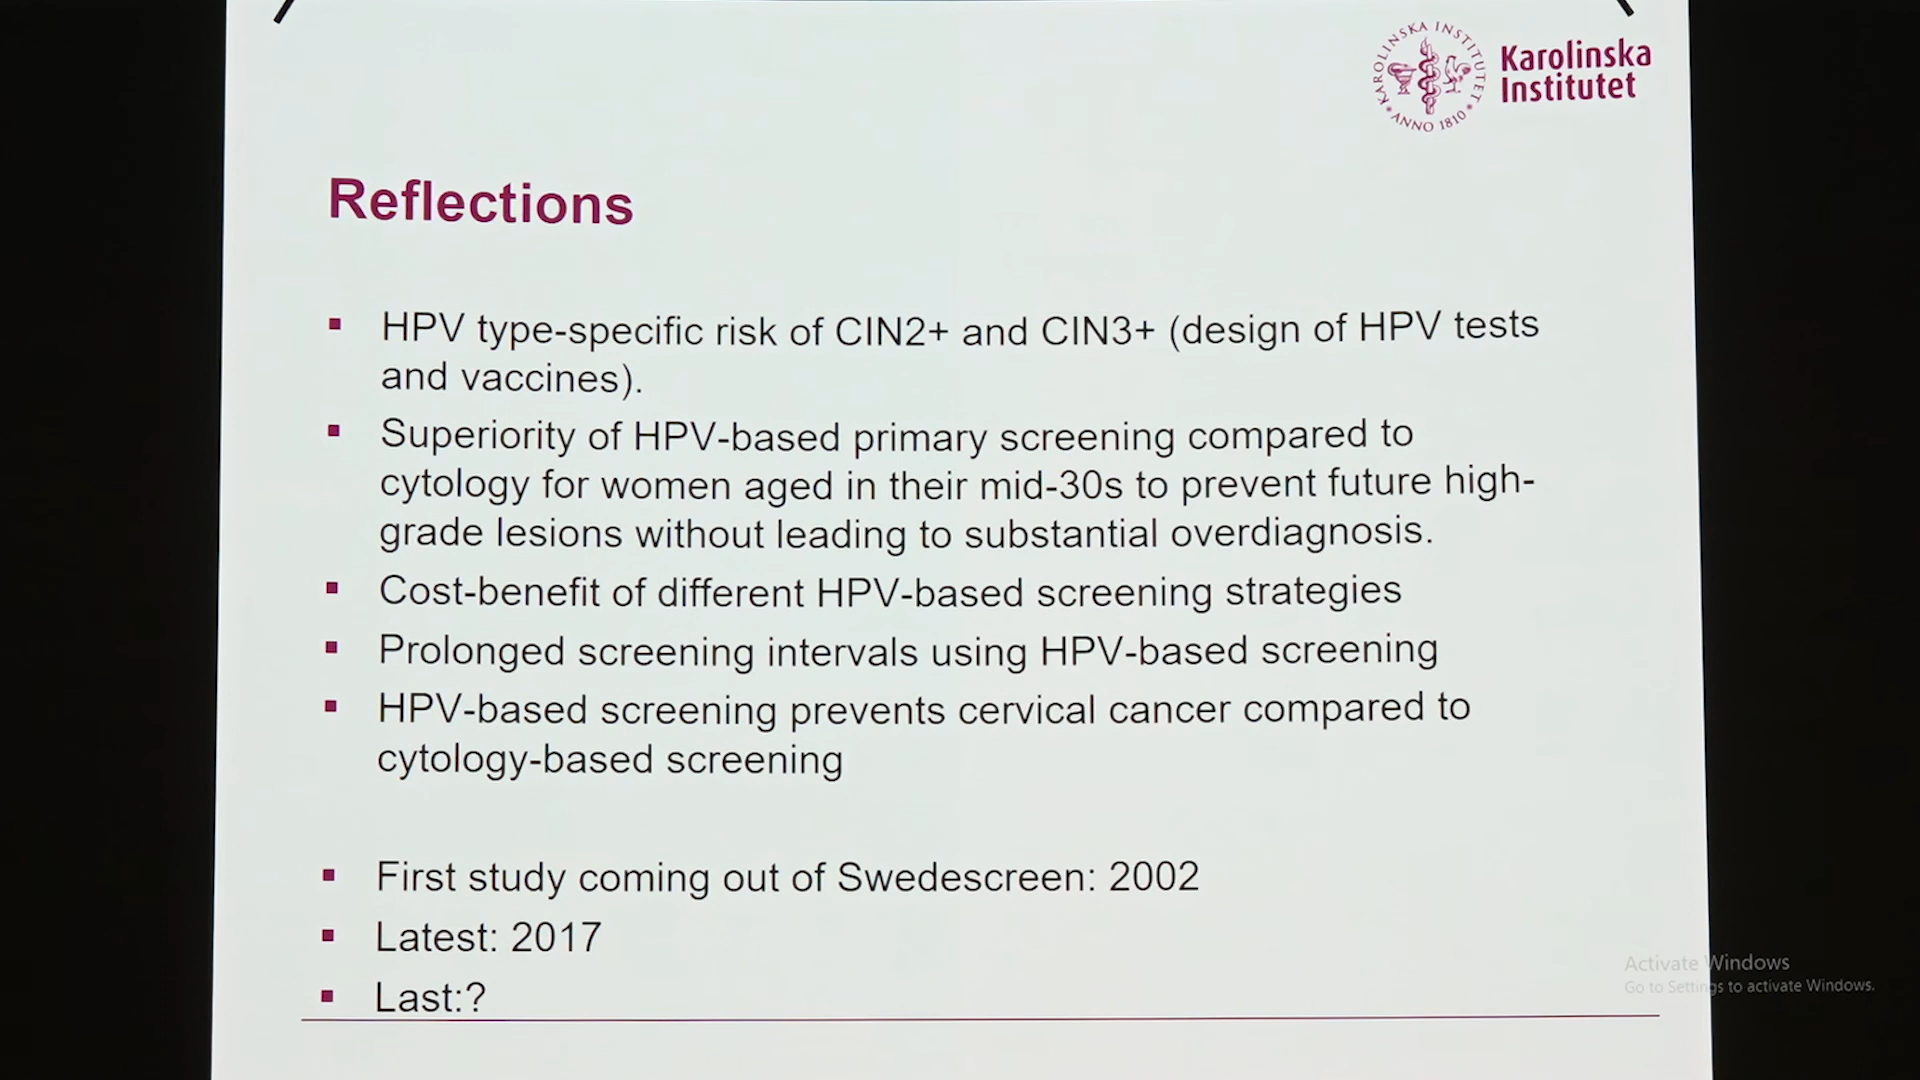 KAROLINSKA INSTITUTET
ANNO 1810
Karolinska
Institutet
Reflections
▪ HPV type-specific risk of CIN2+ and CIN3+ (design of HPV tests
and vaccines).
▪ Superiority of HPV-based primary screening compared to
cytology for women aged in their mid-30s to prevent future high-
grade lesions without leading to substantial overdiagnosis.
▪ Cost-benefit of different HPV-based screening strategies
▪ Prolonged screening intervals using HPV-based screening
▪ HPV-based screening prevents cervical cancer compared to
cytology-based screening
▪ First study coming out of Swedescreen: 2002
▪ Latest: 2017
▪ Last:?
Activate Windows
Go to Settings to activate Windows.